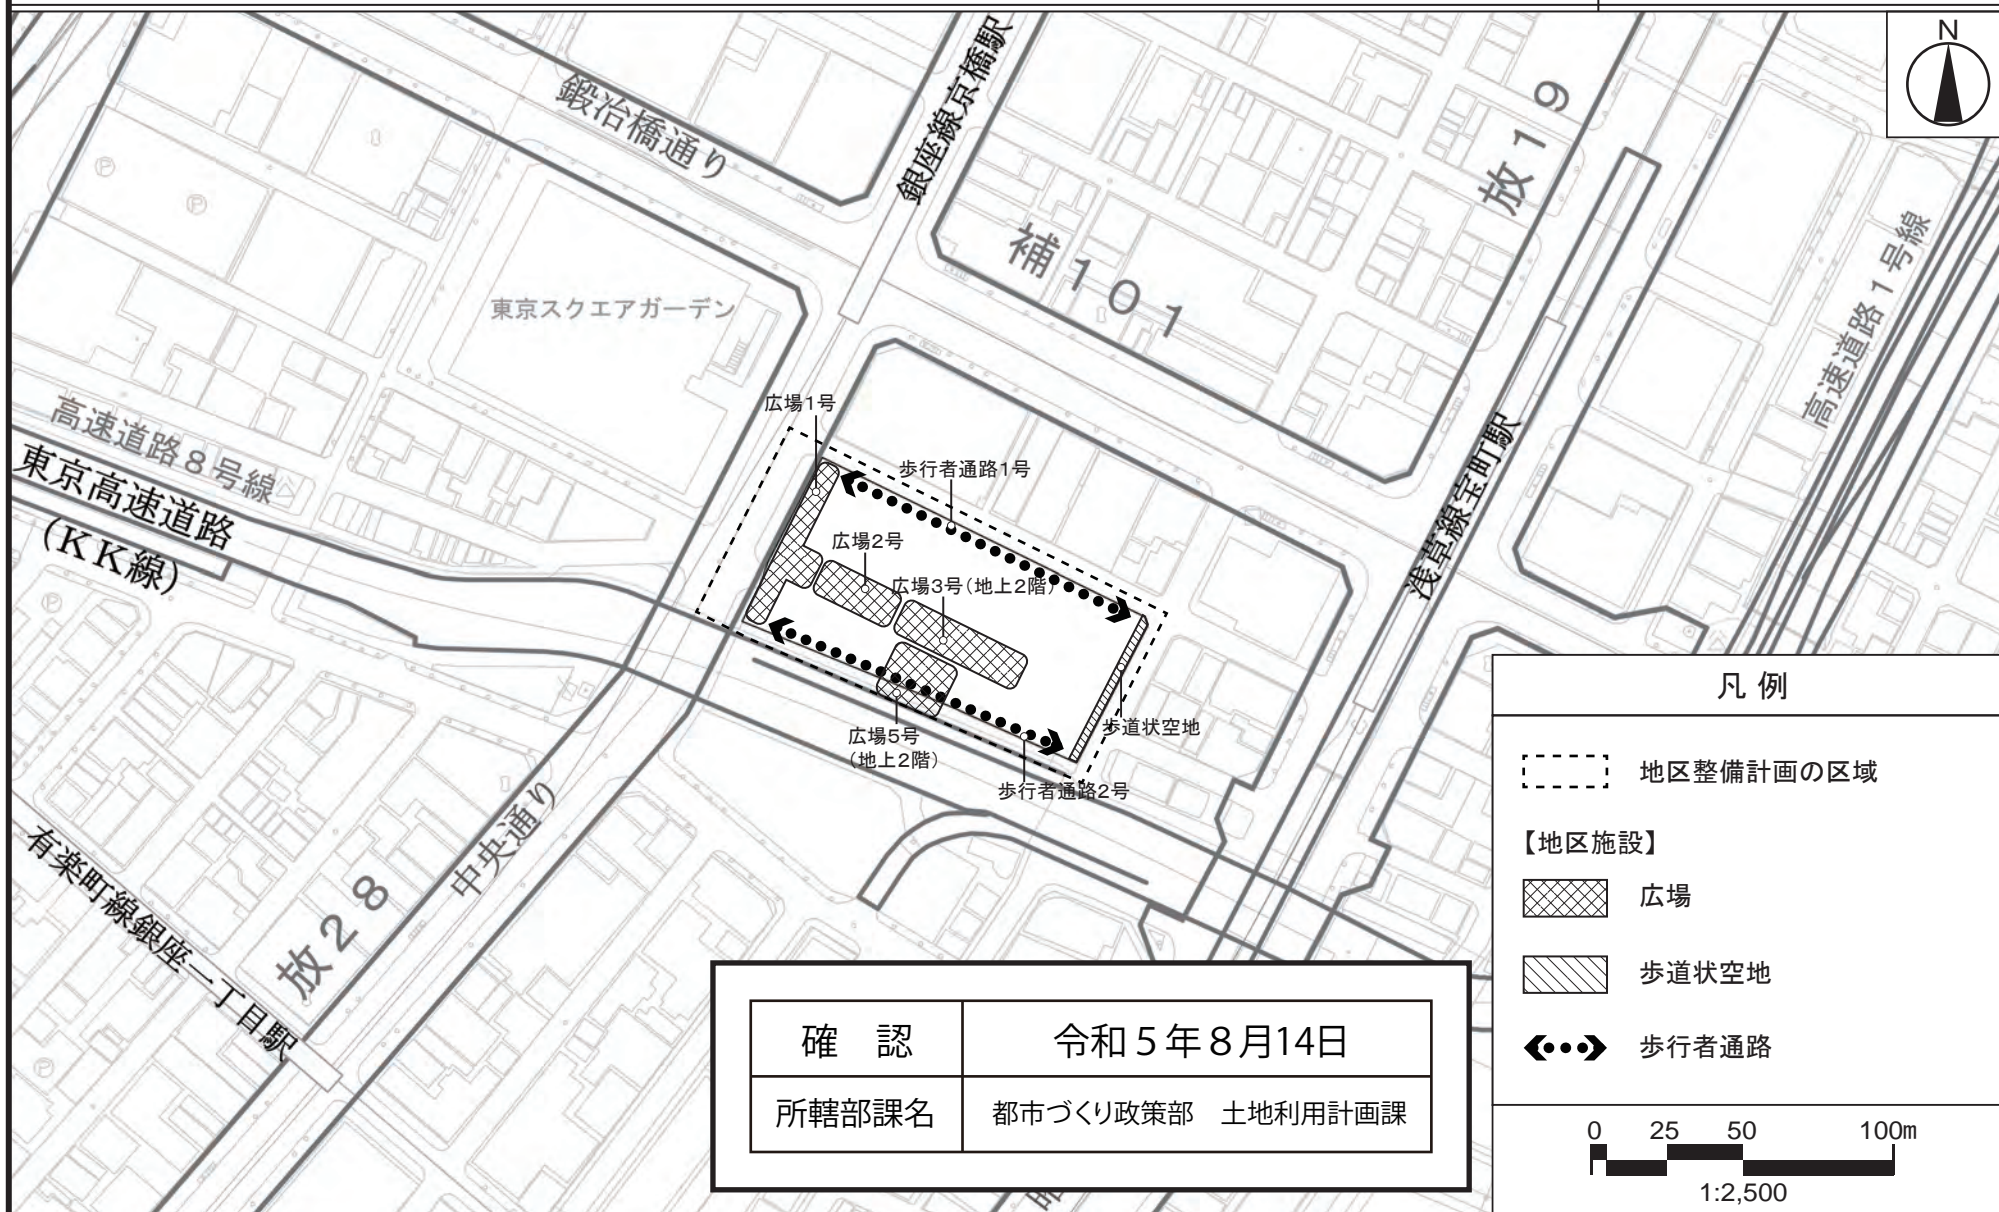 N
鍛冶橋通り
銀座線京橋駅
放19
補101
高速道路1号線
東京スクエアガーデン
高速道路8号線
東京高速道路
(KK線)
広場1号
歩行者通路1号
広場2号
広場3号(地上2階)
浅草線宝町駅
歩道状空地
広場5号
(地上2階)
歩行者通路2号
中央通り
放28
有楽町線銀座一丁目駅
凡例
地区整備計画の区域
【地区施設】
広場
歩道状空地
歩行者通路
0 25 50 100m
1:2,500
確 認 令和5年8月14日
所轄部課名 都市づくり政策部 土地利用計画課